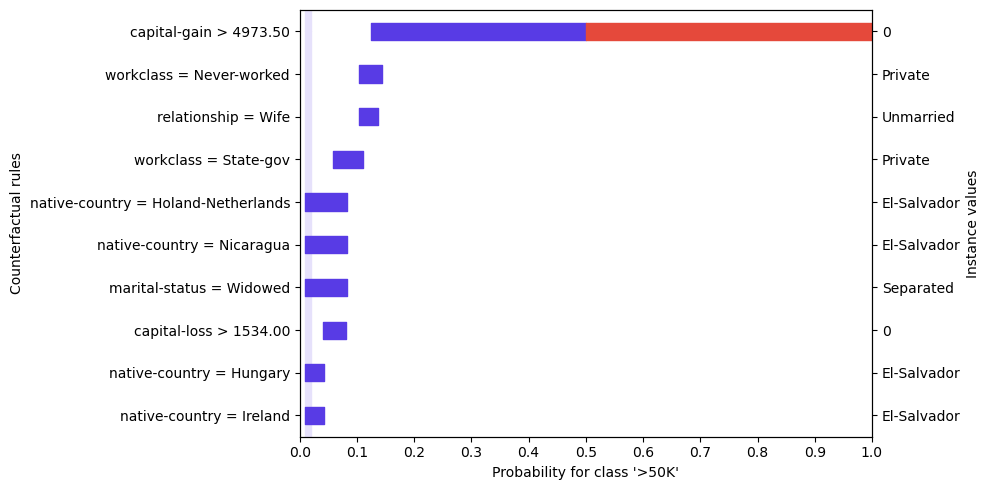 capital-gain > 4973.50 0
workclass = Never-worked Private
relationship = Wife Unmarried
workclass = State-gov Private
native-country = Holand-Netherlands El-Salvador
native-country = Nicaragua El-Salvador
marital-status = Widowed Separated
capital-loss > 1534.00 0
native-country = Hungary El-Salvador
native-country = Ireland El-Salvador
Counterfactual rules
Instance values
0.0 0.1 0.2 0.3 0.4 0.5 0.6 0.7 0.8 0.9 1.0
Probability for class '>50K'